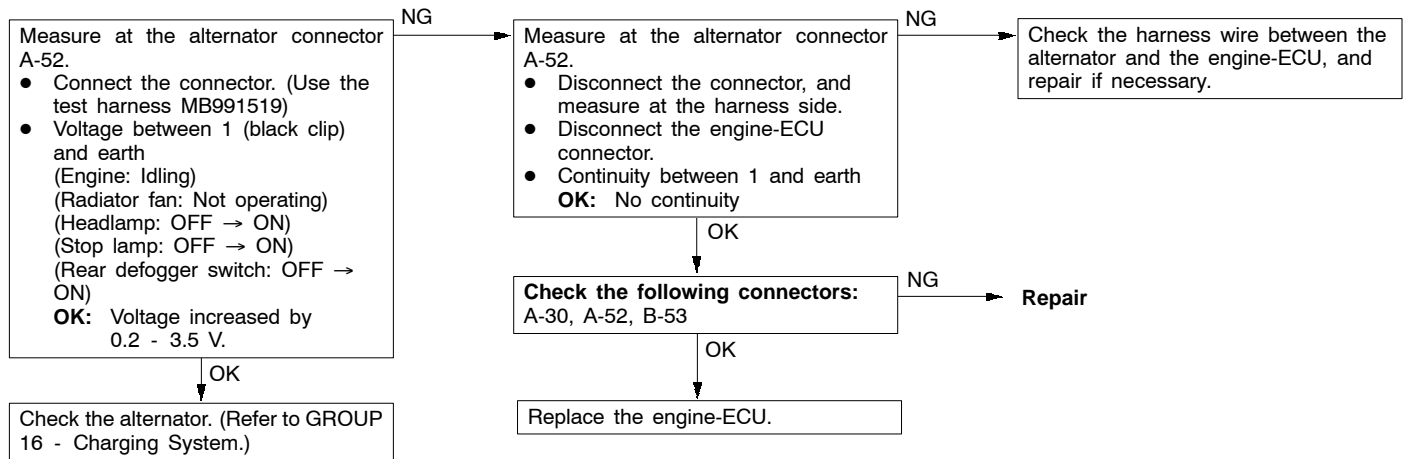 Measure at the alternator connector
A-52.
● Connect the connector. (Use the
test harness MB991519)
● Voltage between 1 (black clip)
and earth
(Engine: Idling)
(Radiator fan: Not operating)
(Headlamp: OFF → ON)
(Stop lamp: OFF → ON)
(Rear defogger switch: OFF →
ON)
OK: Voltage increased by
0.2 - 3.5 V.
OK
Check the alternator. (Refer to GROUP
16 - Charging System.)
NG
Measure at the alternator connector
A-52.
● Disconnect the connector, and
measure at the harness side.
● Disconnect the engine-ECU
connector.
● Continuity between 1 and earth
OK: No continuity
NG
Check the harness wire between the
alternator and the engine-ECU, and
repair if necessary.
OK
Check the following connectors:
A-30, A-52, B-53
NG
Repair
OK
Replace the engine-ECU.